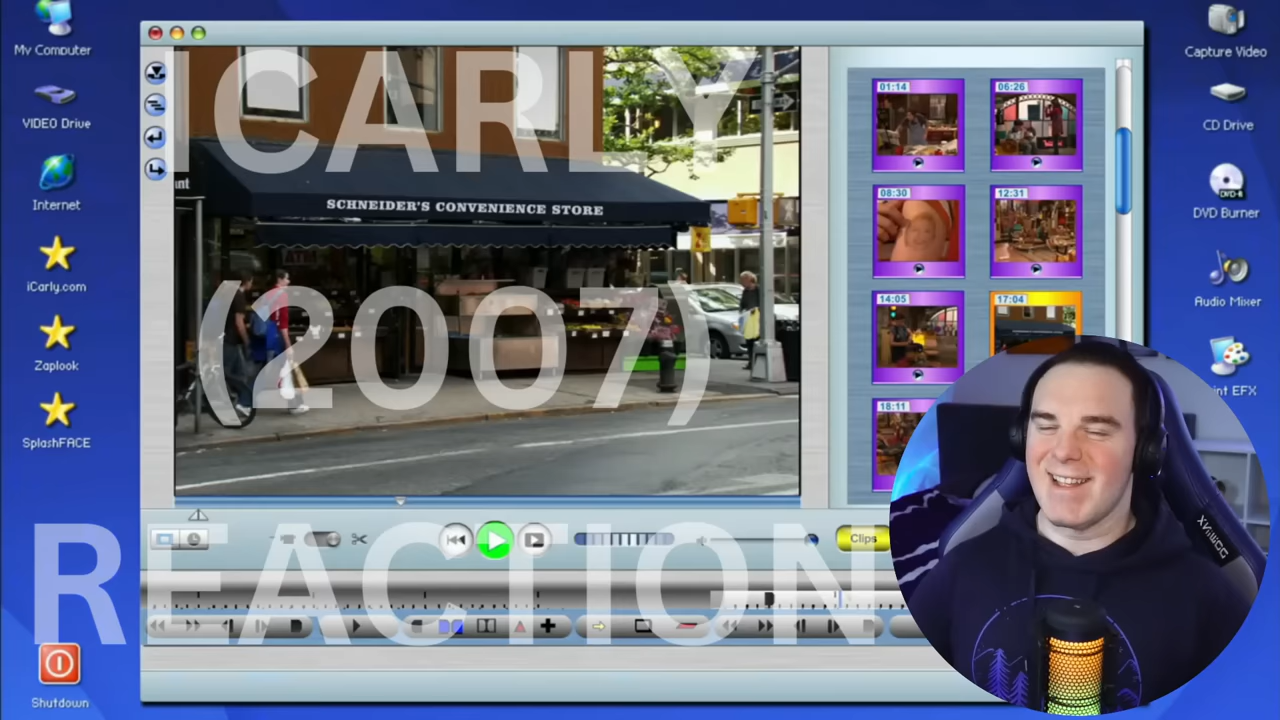 My Computer
VIDEO Drive
Internet
iCarly.com
Zaplook
SplashFACE
Shutdown
ICARLY
(2007)
REACTION
SCHNEIDER'S CONVENIENCE STORE
ATM
01:14
06:26
08:30
12:31
14:05
17:04
18:11
Clips
Capture Video
CD Drive
DVD-R
DVD Burner
Audio Mixer
int EFX